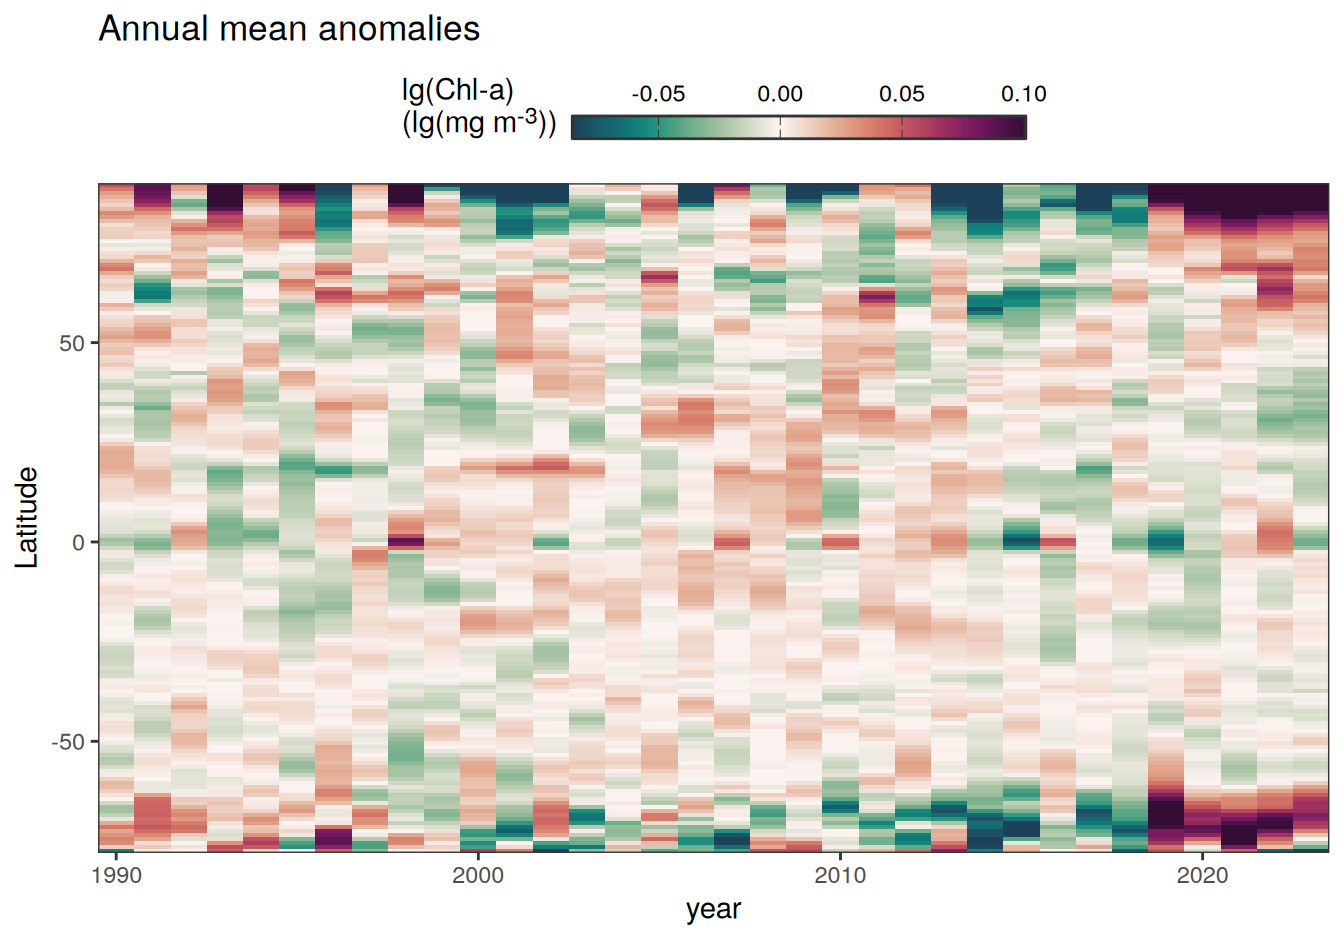 Annual mean anomalies
lg(Chl-a)
(lg(mg m⁻³))
-0.05 0.00 0.05 0.10
Latitude
50
0
-50
1990 2000 2010 2020
year